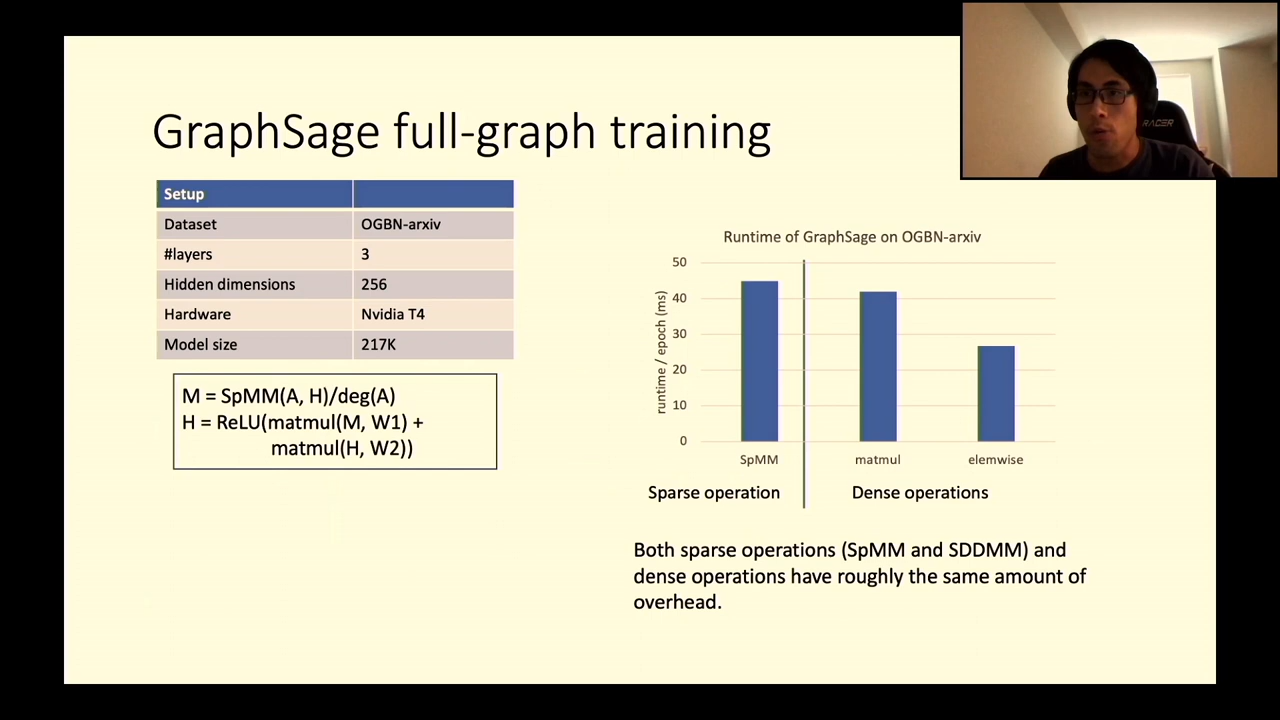 GraphSage full-graph training
Setup
Dataset OGBN-arxiv
#layers 3
Hidden dimensions 256
Hardware Nvidia T4
Model size 217K
M = SpMM(A, H)/deg(A)
H = ReLU(matmul(M, W1) +
matmul(H, W2))
Runtime of GraphSage on OGBN-arxiv
runtime / epoch (ms)
50
40
30
20
10
0
SpMM matmul elemwise
Sparse operation Dense operations
Both sparse operations (SpMM and SDDMM) and
dense operations have roughly the same amount of
overhead.
RACER